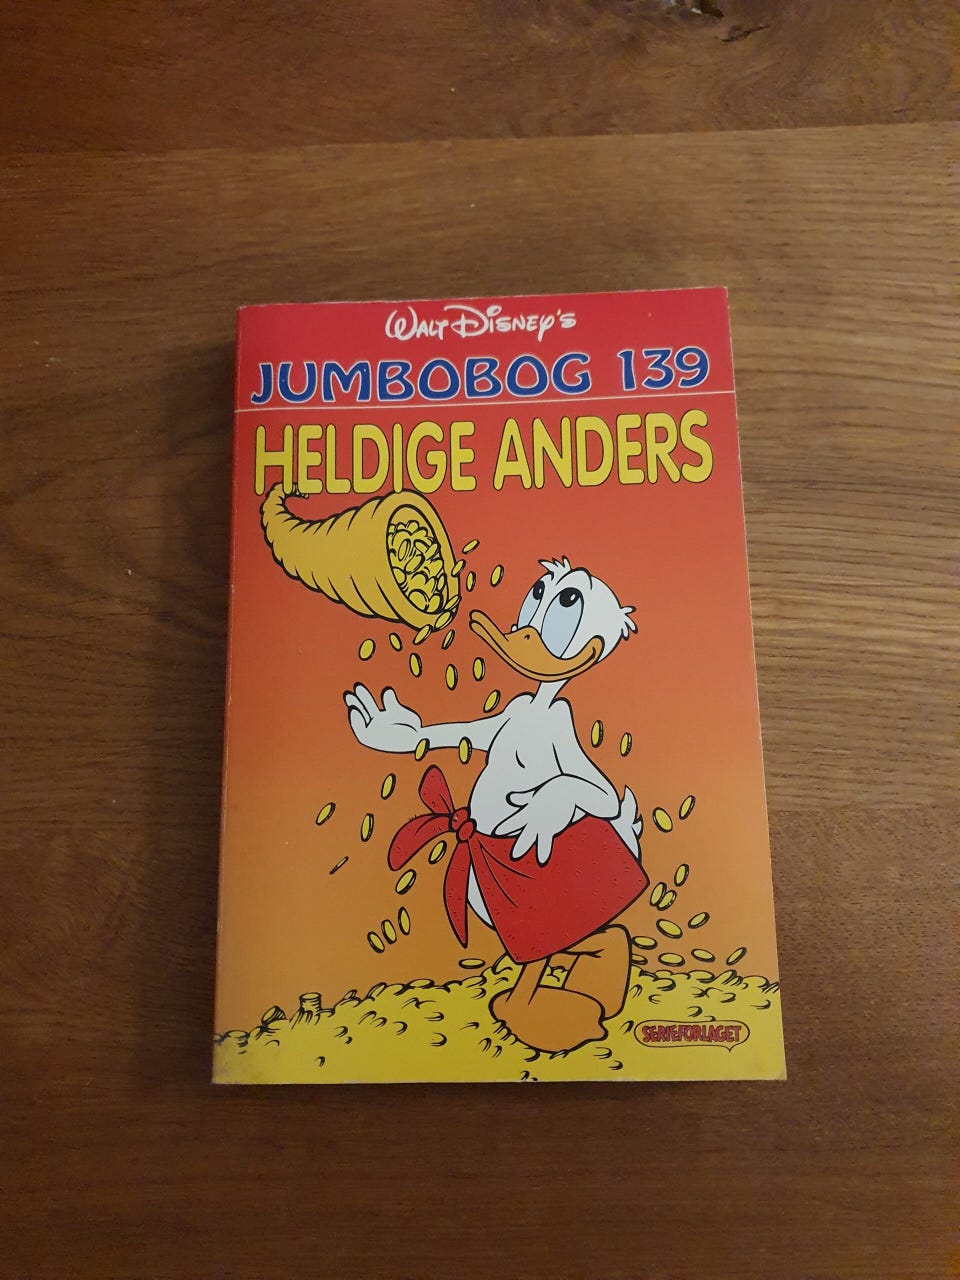 Walt Disney's
JUMBOBOG 139
HELDIGE ANDERS
SERIEFORLAGET